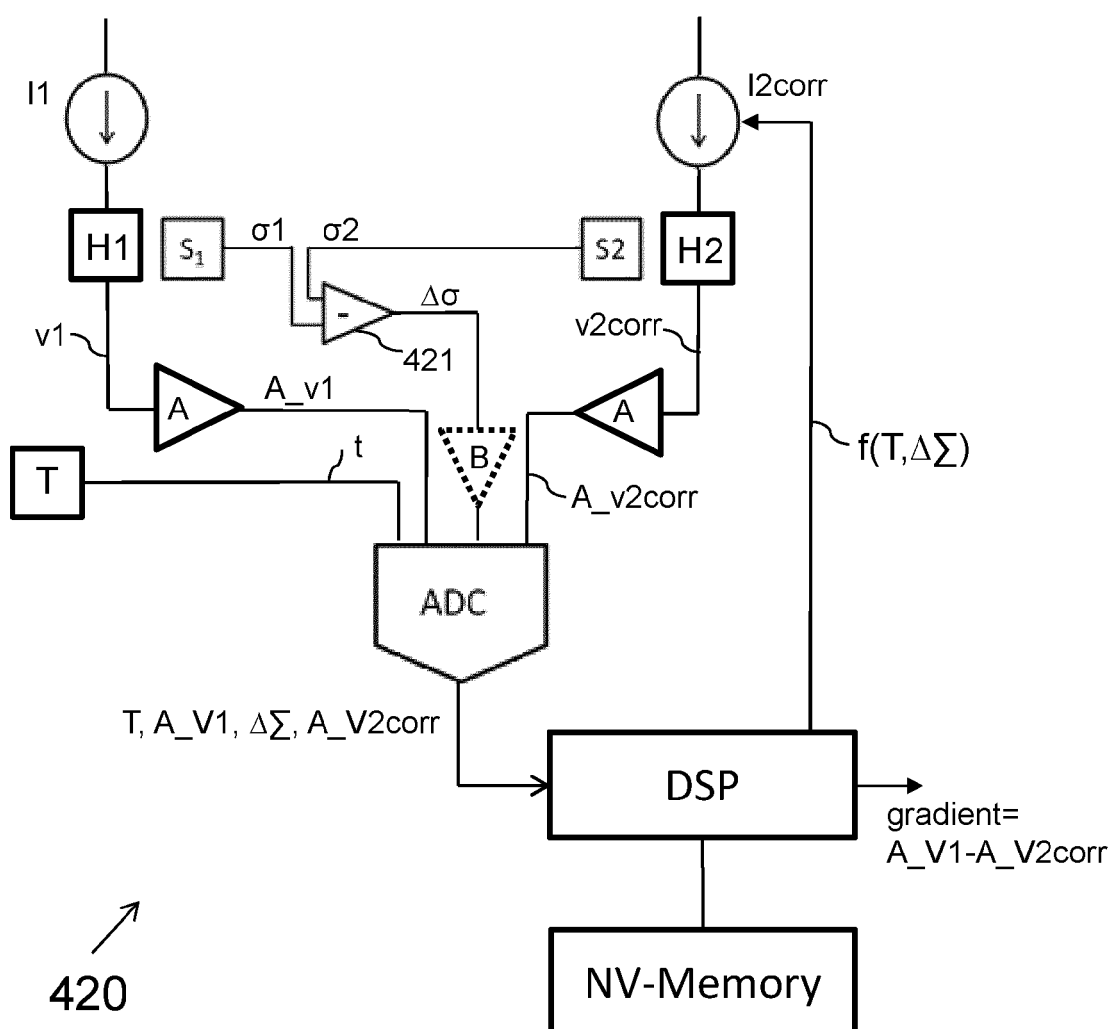 I1
I2corr
H1
S1
σ1
σ2
S2
H2
Δσ
-
421
v1
v2corr
A
A_v1
A
B
f(T,Δ∑)
T
t
A_v2corr
ADC
T, A_V1, Δ∑, A_V2corr
DSP
gradient=
A_V1-A_V2corr
420
NV-Memory